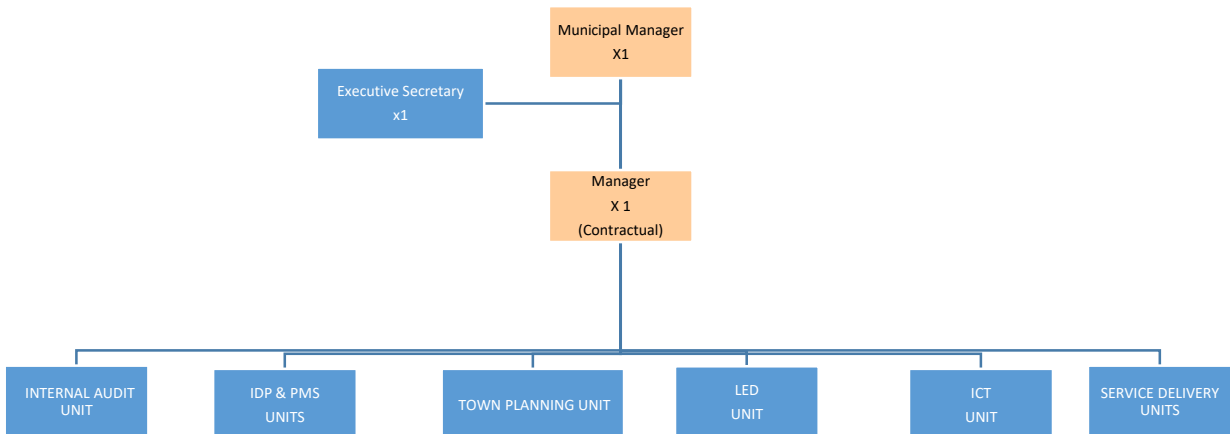 Municipal Manager
X1
Executive Secretary
x1
Manager
X 1
(Contractual)
INTERNAL AUDIT
UNIT
IDP & PMS
UNITS
TOWN PLANNING UNIT
LED
UNIT
ICT
UNIT
SERVICE DELIVERY
UNITS